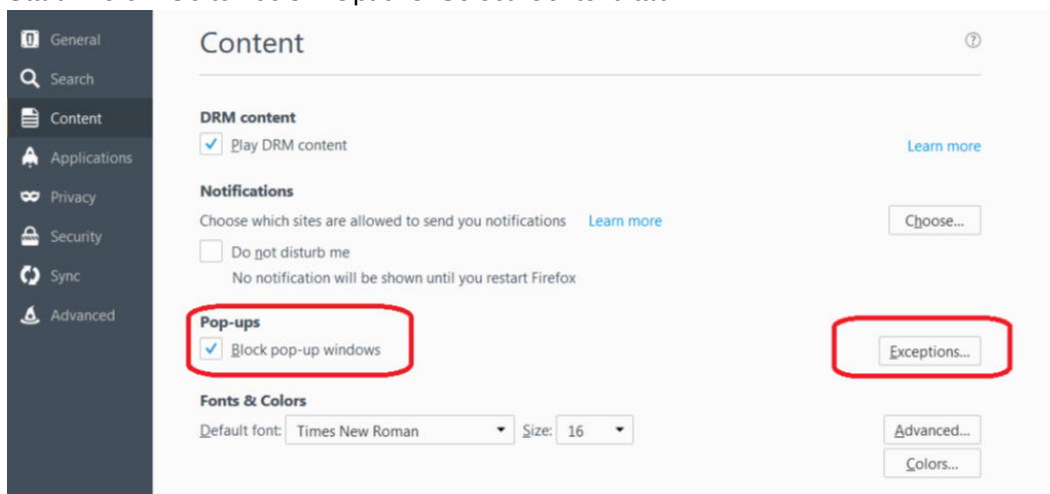 General
Search
Content
Applications
Privacy
Security
Sync
Advanced
Content
DRM content
Play DRM content
Learn more
Notifications
Choose which sites are allowed to send you notifications Learn more
Choose...
Do not disturb me
No notification will be shown until you restart Firefox
Pop-ups
Block pop-up windows
Exceptions...
Fonts & Colors
Default font: Times New Roman Size: 16
Advanced...
Colors...